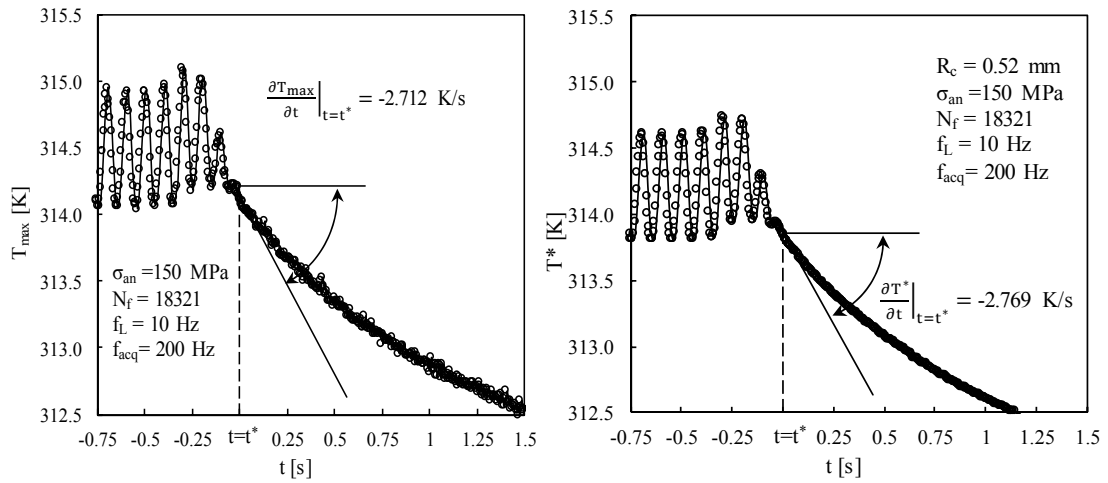 315.5
315.0
314.5
314.0
313.5
313.0
312.5
T_max [K]
∂T_max/∂t|t=t* = -2.712 K/s
σ_an =150 MPa
N_f = 18321
f_L = 10 Hz
f_acq= 200 Hz
-0.75 -0.5 -0.25 t=t* 0.25 0.5 0.75 1 1.25 1.5
t [s]
315.5
315.0
314.5
314.0
313.5
313.0
312.5
T* [K]
R_c = 0.52 mm
σ_an =150 MPa
N_f = 18321
f_L = 10 Hz
f_acq= 200 Hz
∂T*/∂t|t=t* = -2.769 K/s
-0.75 -0.5 -0.25 t=t* 0.25 0.5 0.75 1 1.25 1.5
t [s]